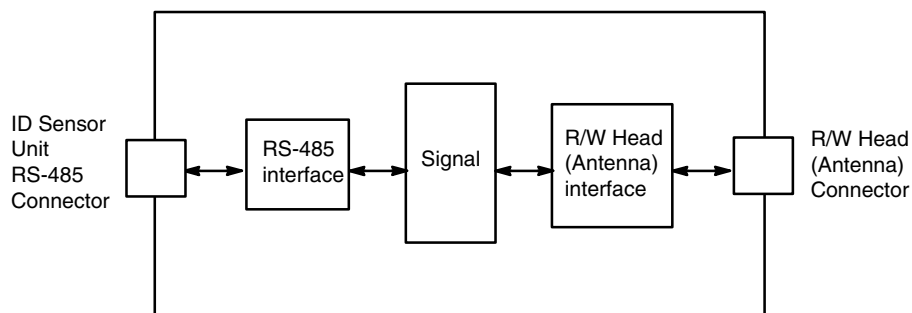 ID Sensor
Unit
RS-485
Connector
RS-485
interface
Signal
R/W Head
(Antenna)
interface
R/W Head
(Antenna)
Connector